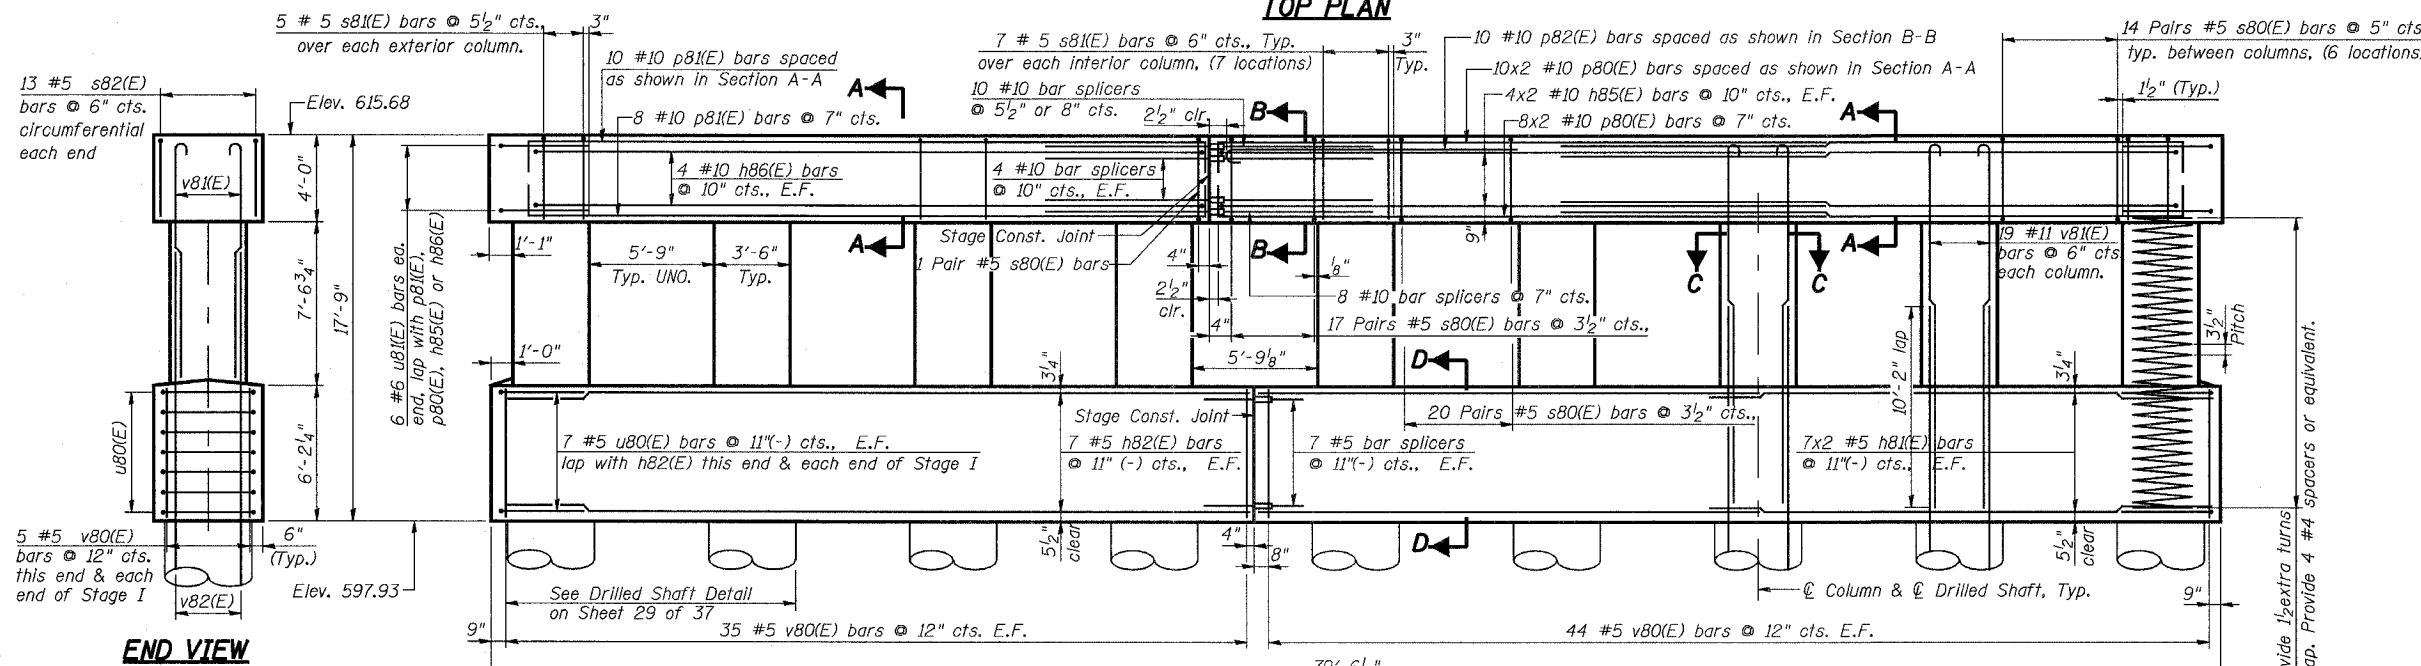 TOP PLAN
5 # 5 s81(E) bars @ 5½" cts.,
over each exterior column.
3"
10 #10 p81(E) bars spaced
as shown in Section A-A
7 # 5 s81(E) bars @ 6" cts., Typ.
over each interior column, (7 locations)
3"
Typ.
10 #10 p82(E) bars spaced as shown in Section B-B
10x2 #10 p80(E) bars spaced as shown in Section A-A
14 Pairs #5 s80(E) bars @ 5" cts
typ. between columns, (6 locations
13 #5 s82(E)
bars @ 6" cts.
circumferential
each end
Elev. 615.68
8 #10 p81(E) bars @ 7" cts.
A
10 #10 bar splicers
@ 5½" or 8" cts.
2½" clr.
B
4x2 #10 h85(E) bars @ 10" cts., E.F.
8x2 #10 p80(E) bars @ 7" cts.
A
1½" (Typ.)
v81(E)
4'-0"
4 #10 h86(E) bars
@ 10" cts., E.F.
4 #10 bar splicers
@ 10" cts., E.F.
7'-6¾"
17'-9"
6 #6 u81(E) bars ea.
end, lap with p81(E),
p80(E), h85(E) or h86(E)
1'-1"
5'-9"
Typ. UNO.
3'-6"
Typ.
A
Stage Const. Joint
1 Pair #5 s80(E) bars
B
4"
2½"
clr.
4"
9"
⅛"
8 #10 bar splicers @ 7" cts.
17 Pairs #5 s80(E) bars @ 3½" cts.,
C
C
A
19 #11 v81(E)
bars @ 6" cts.
each column.
3½"
Pitch
1'-0"
5'-9⅛"
3¼"
D
10'-2" lap
3¼"
u80(E)
6'-2¼"
Stage Const. Joint
20 Pairs #5 s80(E) bars @ 3½" cts.,
7 #5 u80(E) bars @ 11"(-) cts., E.F.
lap with h82(E) this end & each end of Stage I
7 #5 h82(E) bars
@ 11" (-) cts., E.F.
7 #5 bar splicers
@ 11"(-) cts., E.F.
7x2 #5 h81(E) bars
@ 11"(-) cts., E.F.
5 #5 v80(E)
bars @ 12" cts.
this end & each
end of Stage I
6"
(Typ.)
v82(E)
Elev. 597.93
5½"
clear
4"
8"
D
5½"
clear
See Drilled Shaft Detail
on Sheet 29 of 37
℄ Column & ℄ Drilled Shaft, Typ.
9"
9"
35 #5 v80(E) bars @ 12" cts. E.F.
44 #5 v80(E) bars @ 12" cts. E.F.
vide 1½ extra turns
ap. Provide 4 #4 spacers or equivalent.
END VIEW